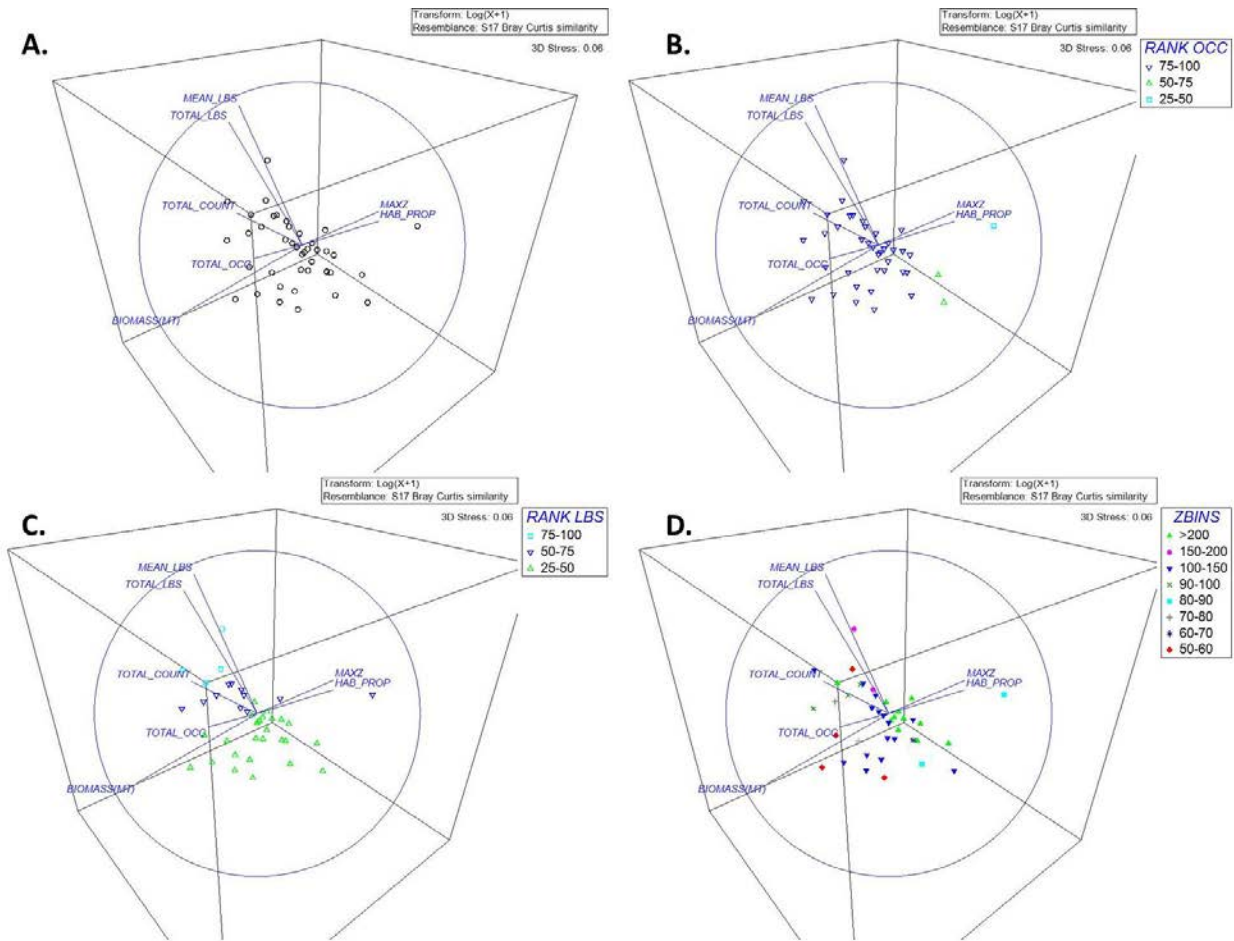 A.
Transform: Log(X+1)
Resemblance: S17 Bray Curtis similarity
3D Stress: 0.06
MEAN_LBS
TOTAL_LBS
TOTAL_COUNT
MAXZ
HAB_PROP
TOTAL_OCC
BIOMASS(MT)
B.
Transform: Log(X+1)
Resemblance: S17 Bray Curtis similarity
3D Stress: 0.06
RANK OCC
75-100
50-75
25-50
MEAN_LBS
TOTAL_LBS
TOTAL_COUNT
MAXZ
HAB_PROP
TOTAL_OCC
BIOMASS(MT)
C.
Transform: Log(X+1)
Resemblance: S17 Bray Curtis similarity
3D Stress: 0.06
RANK LBS
75-100
50-75
25-50
MEAN_LBS
TOTAL_LBS
TOTAL_COUNT
MAXZ
HAB_PROP
TOTAL_OCC
BIOMASS(MT)
D.
Transform: Log(X+1)
Resemblance: S17 Bray Curtis similarity
3D Stress: 0.06
ZBINS
>200
150-200
100-150
90-100
80-90
70-80
60-70
50-60
MEAN_LBS
TOTAL_LBS
TOTAL_COUNT
MAXZ
HAB_PROP
TOTAL_OCC
BIOMASS(MT)